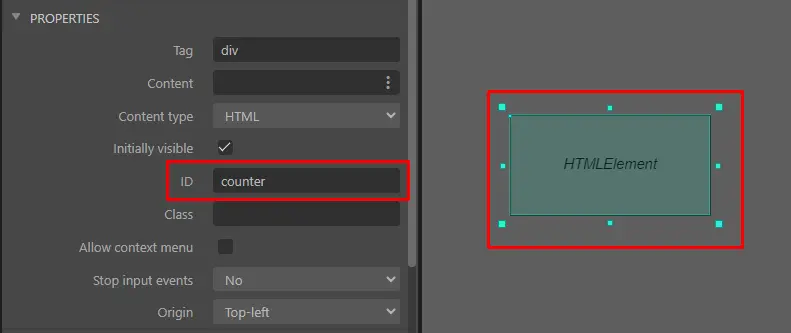 PROPERTIES
Tag div
Content
Content type HTML
Initially visible
ID counter
Class
Allow context menu
Stop input events No
Origin Top-left
HTMLElement